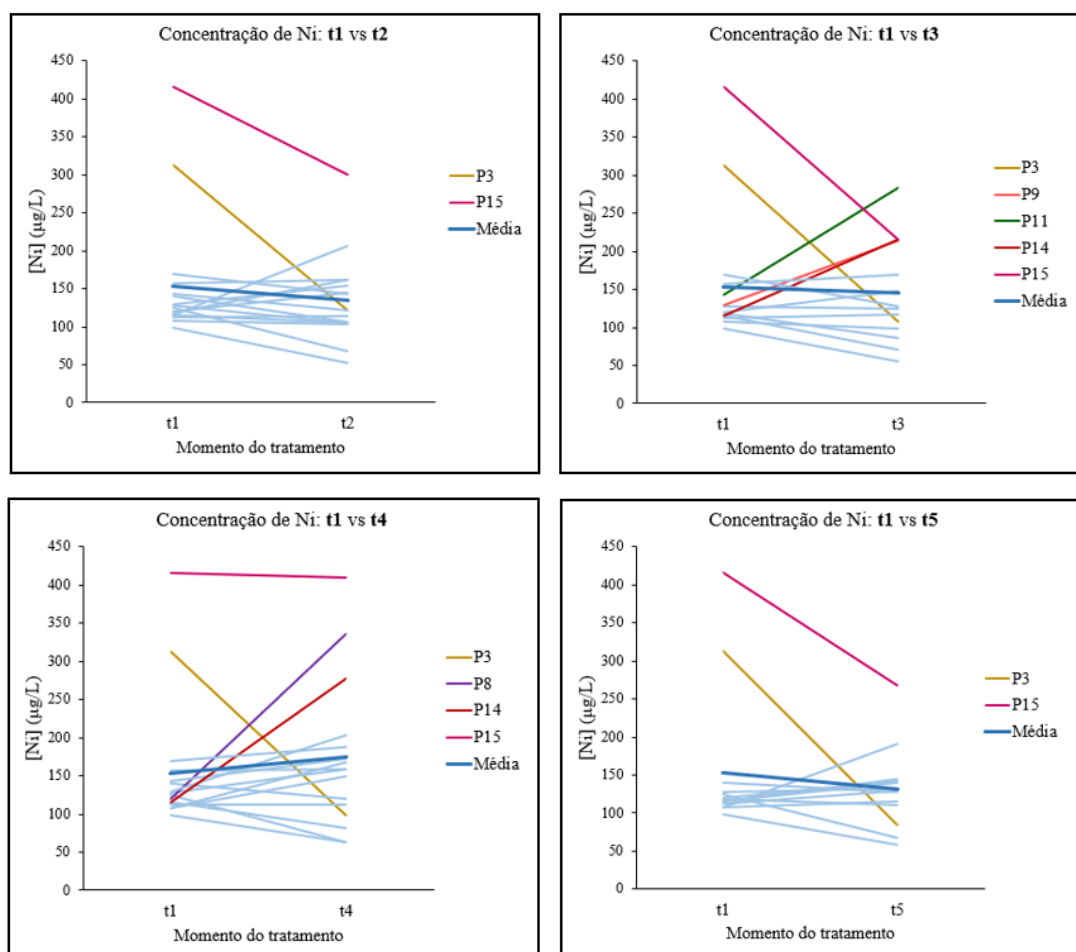 Concentração de Ni: t1 vs t2
[Ni] (µg/L)
450
400
350
300
250
200
150
100
50
0
t1 t2
Momento do tratamento
P3
P15
Média
Concentração de Ni: t1 vs t3
[Ni] (µg/L)
450
400
350
300
250
200
150
100
50
0
t1 t3
Momento do tratamento
P3
P9
P11
P14
P15
Média
Concentração de Ni: t1 vs t4
[Ni] (µg/L)
450
400
350
300
250
200
150
100
50
0
t1 t4
Momento do tratamento
P3
P8
P14
P15
Média
Concentração de Ni: t1 vs t5
[Ni] (µg/L)
450
400
350
300
250
200
150
100
50
0
t1 t5
Momento do tratamento
P3
P15
Média